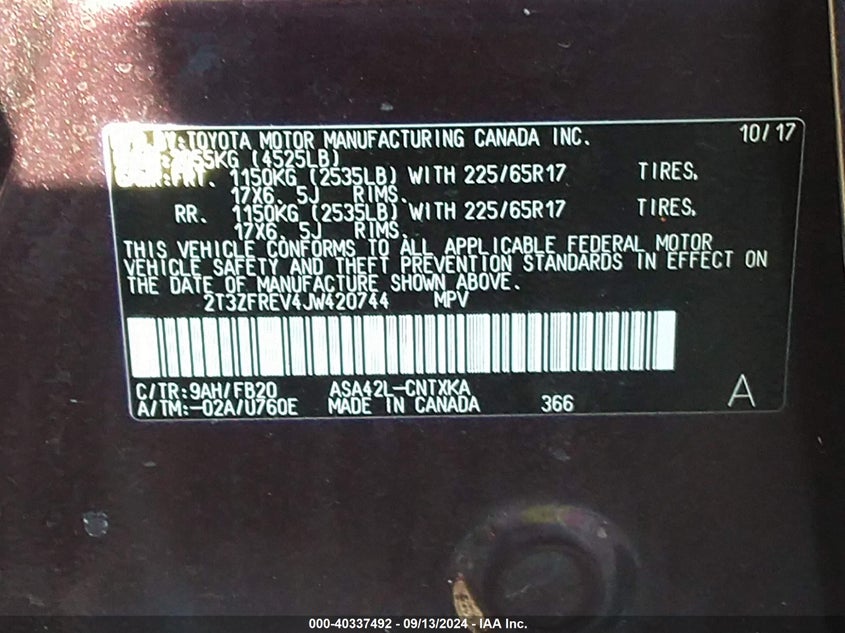 BY: TOYOTA MOTOR MANUFACTURING CANADA INC. 10/17
(4525LB)
FRT. 1150KG (2535LB) WITH 225/65R17 TIRES,
17X6. 5J RIMS.
RR. 1150KG (2535LB) WITH 225/65R17 TIRES,
17X6. 5J RIMS.
THIS VEHICLE CONFORMS TO ALL APPLICABLE FEDERAL MOTOR
VEHICLE SAFETY AND THEFT PREVENTION STANDARDS IN EFFECT ON
THE DATE OF MANUFACTURE SHOWN ABOVE.
2T3ZFREV4JW420744 MPV
C/TR:9AH/FB20 ASA42L-CNTXKA
A/TM:-02A/U760E MADE IN CANADA 366 A
000-40337492 - 09/13/2024 - IAA Inc.